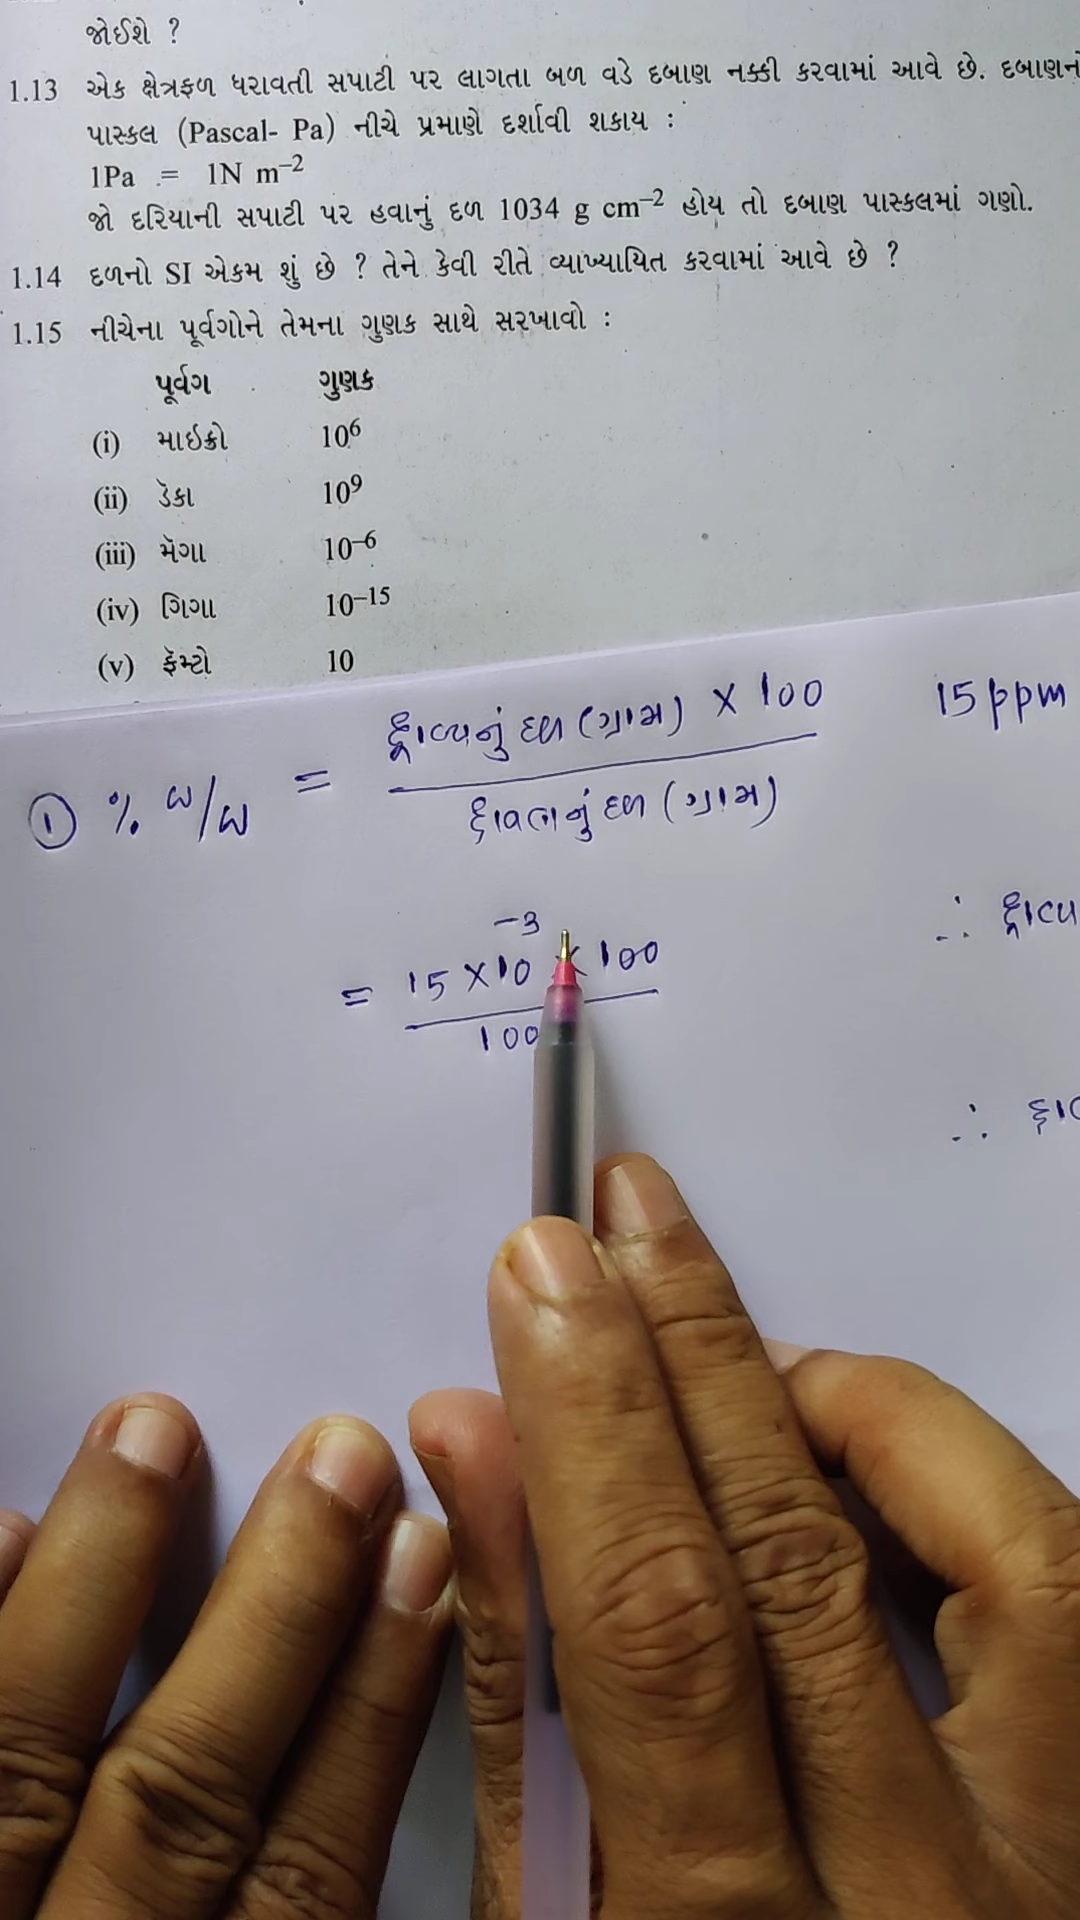 જોઈશે ?
1.13 એક ક્ષેત્રફળ ધરાવતી સપાટી પર લાગતા બળ વડે દબાણ નક્કી કરવામાં આવે છે. દબાણનો
પાસ્કલ (Pascal- Pa) નીચે પ્રમાણે દર્શાવી શકાય :
1Pa = 1N m⁻²
જો દરિયાની સપાટી પર હવાનું દળ 1034 g cm⁻² હોય તો દબાણ પાસ્કલમાં ગણો.
1.14 દળનો SI એકમ શું છે ? તેને કેવી રીતે વ્યાખ્યાયિત કરવામાં આવે છે ?
1.15 નીચેના પૂર્વગોને તેમના ગુણક સાથે સરખાવો :
પૂર્વગ ગુણક
(i) માઇક્રો 10⁶
(ii) ડૅકા 10⁹
(iii) મૅગા 10⁻⁶
(iv) ગિગા 10⁻¹⁵
(v) ફૅમ્ટો 10
15 ppm
① % w/w = દ્રાવ્યનું દળ (ગ્રામ) × 100
દ્રાવણનું દળ (ગ્રામ)
= 15 × 10⁻³ × 100
100
∴ દ્રાવ્ય
∴